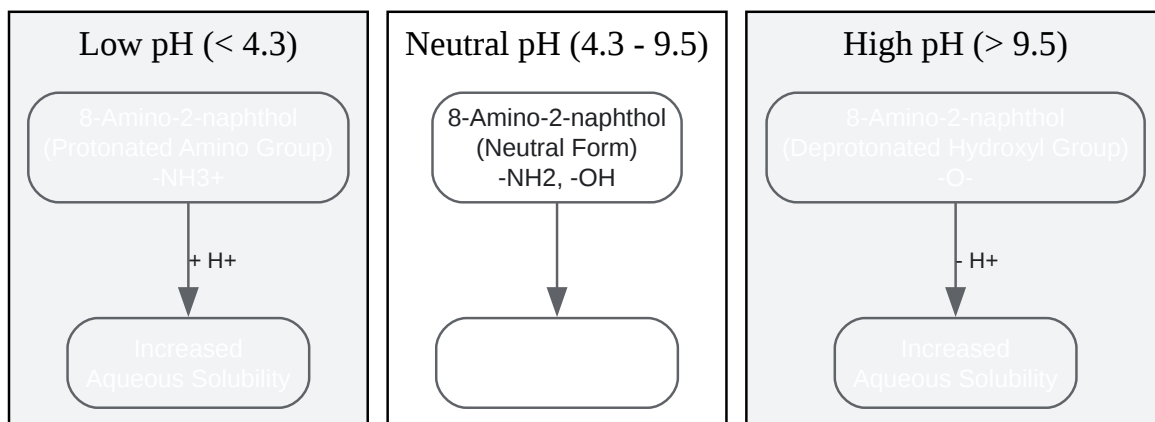 Low pH (< 4.3)
8-Amino-2-naphthol
(Protonated Amino Group)
-NH3+
+ H+
Increased
Aqueous Solubility
Neutral pH (4.3 - 9.5)
8-Amino-2-naphthol
(Neutral Form)
-NH2, -OH
High pH (> 9.5)
8-Amino-2-naphthol
(Deprotonated Hydroxyl Group)
-O-
- H+
Increased
Aqueous Solubility